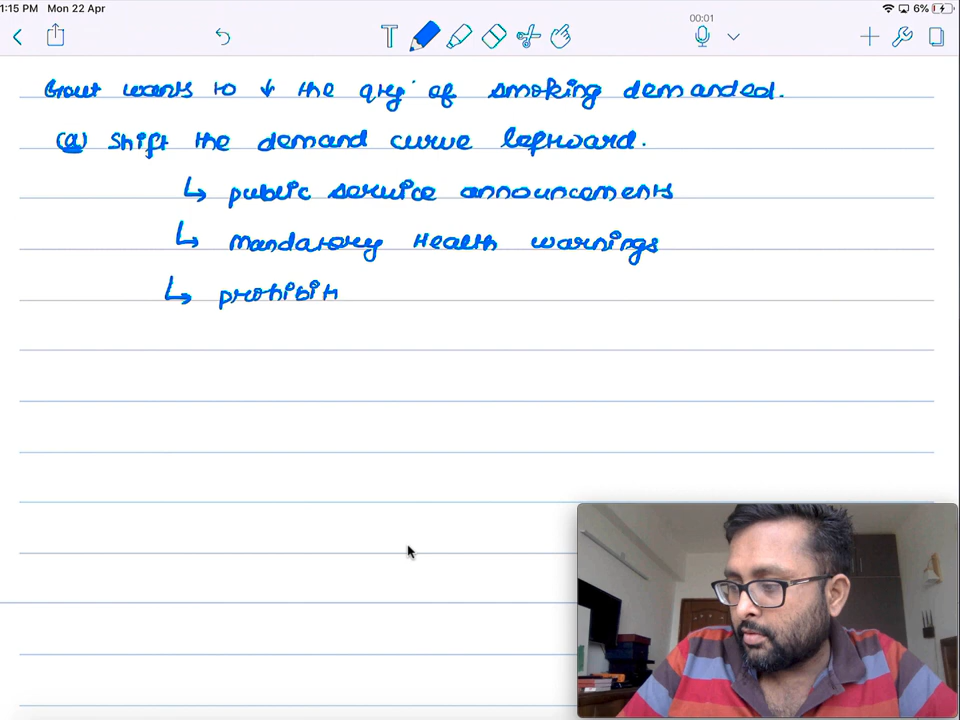 1:15 PM Mon 22 Apr
6%
00:01
T
Govt wants to ↓ the qty of smoking demanded.
(a) Shift the demand curve leftward.
↳ public service announcements
↳ Mandatory Health warnings
↳ prohibiti